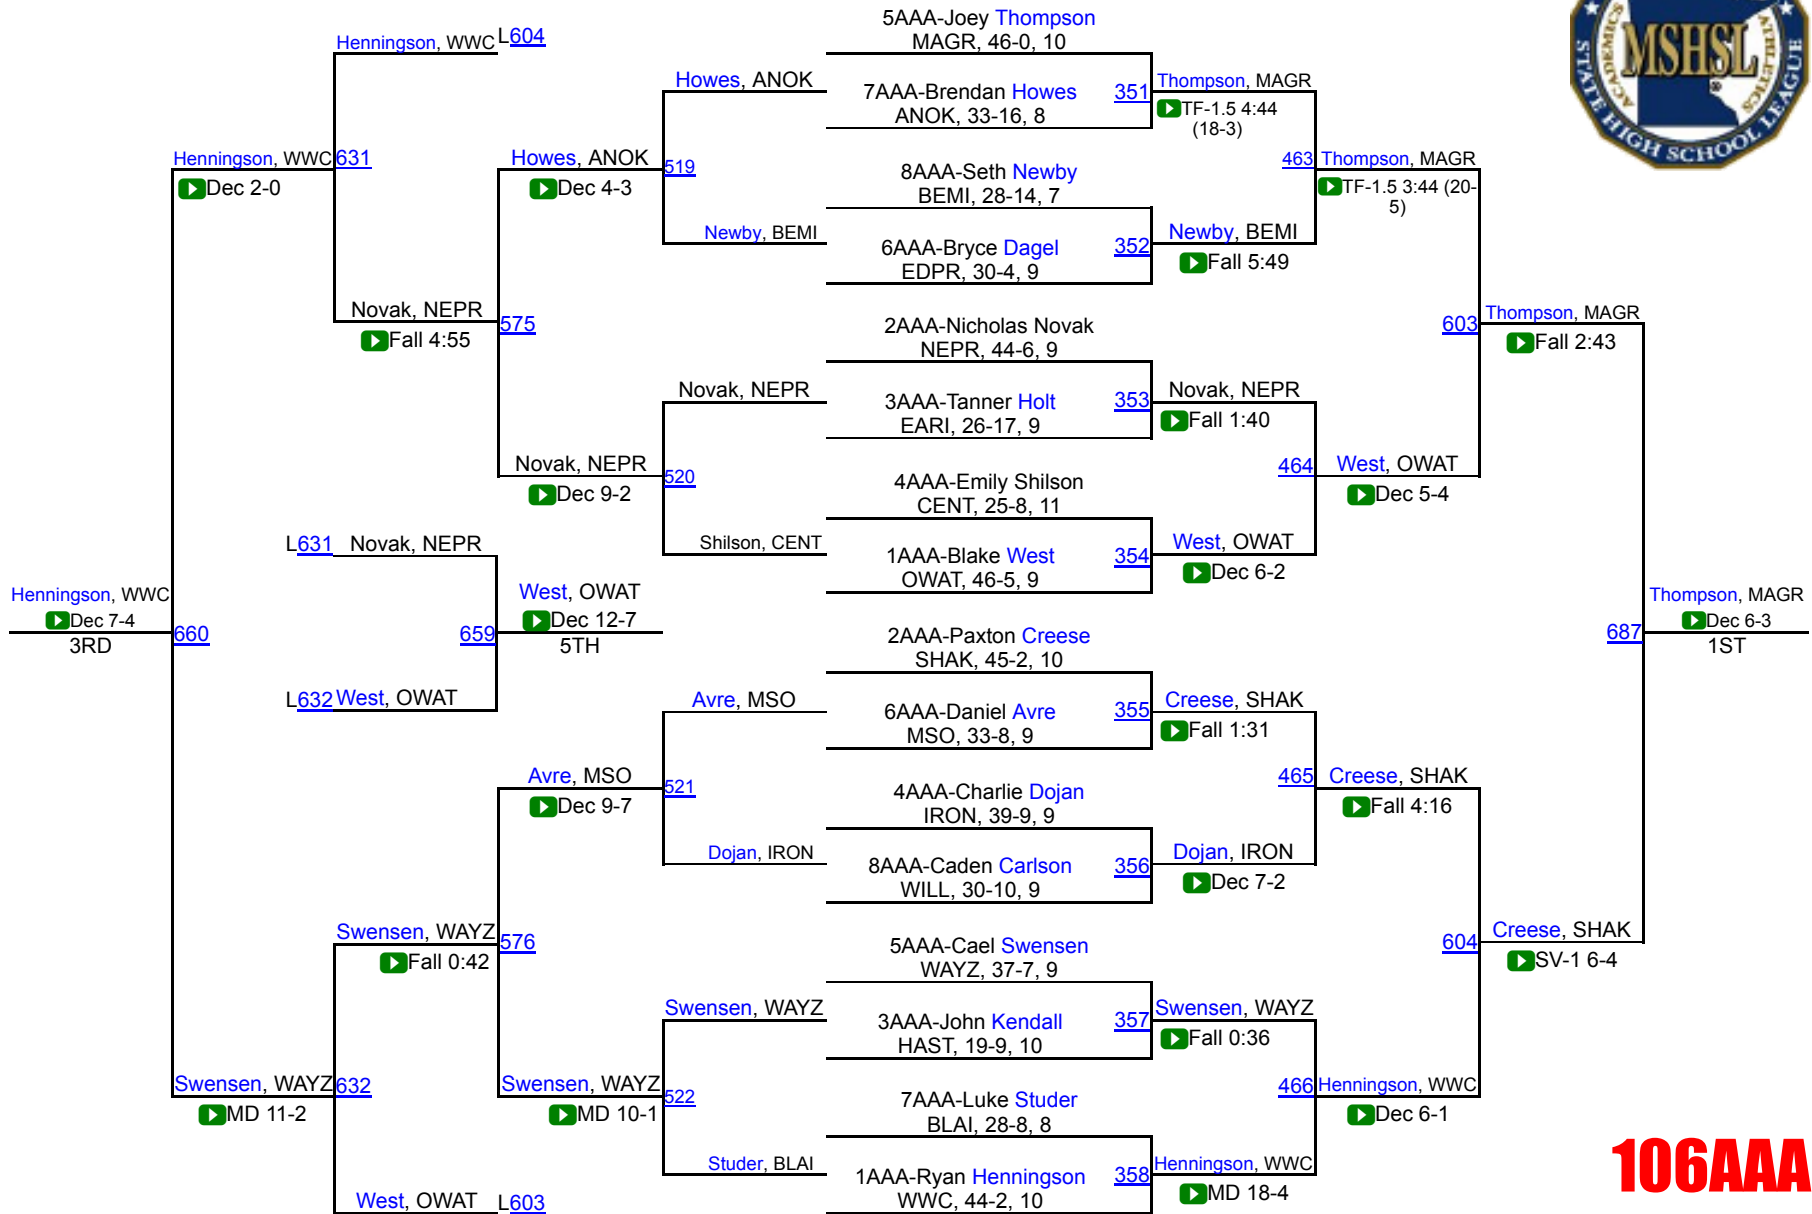 Henningson, WWC L604
Henningson, WWC 631
Dec 2-0
Novak, NEPR
Fall 4:55
575
Howes, ANOK
Dec 4-3
519
Howes, ANOK
Newby, BEMI
Novak, NEPR
Dec 9-2
520
Novak, NEPR
Shilson, CENT
L631 Novak, NEPR
West, OWAT
Dec 12-7
5TH
659
L632 West, OWAT
Henningson, WWC
Dec 7-4
3RD
660
Avre, MSO
Avre, MSO
Dec 9-7
521
Dojan, IRON
Swensen, WAYZ
Fall 0:42
576
Swensen, WAYZ
Swensen, WAYZ
MD 10-1
522
Studer, BLAI
Swensen, WAYZ
MD 11-2
632
West, OWAT L603
5AAA-Joey Thompson
MAGR, 46-0, 10
7AAA-Brendan Howes
ANOK, 33-16, 8
351
8AAA-Seth Newby
BEMI, 28-14, 7
6AAA-Bryce Dagel
EDPR, 30-4, 9
352
2AAA-Nicholas Novak
NEPR, 44-6, 9
3AAA-Tanner Holt
EARI, 26-17, 9
353
4AAA-Emily Shilson
CENT, 25-8, 11
1AAA-Blake West
OWAT, 46-5, 9
354
2AAA-Paxton Creese
SHAK, 45-2, 10
6AAA-Daniel Avre
MSO, 33-8, 9
355
4AAA-Charlie Dojan
IRON, 39-9, 9
8AAA-Caden Carlson
WILL, 30-10, 9
356
5AAA-Cael Swensen
WAYZ, 37-7, 9
3AAA-John Kendall
HAST, 19-9, 10
357
7AAA-Luke Studer
BLAI, 28-8, 8
1AAA-Ryan Henningson
WWC, 44-2, 10
358
Thompson, MAGR
TF-1.5 4:44
(18-3)
Newby, BEMI
Fall 5:49
Novak, NEPR
Fall 1:40
West, OWAT
Dec 6-2
Creese, SHAK
Fall 1:31
Dojan, IRON
Dec 7-2
Swensen, WAYZ
Fall 0:36
Henningson, WWC
MD 18-4
463 Thompson, MAGR
TF-1.5 3:44 (20-
5)
464 West, OWAT
Dec 5-4
465 Creese, SHAK
Fall 4:16
466 Henningson, WWC
Dec 6-1
603 Thompson, MAGR
Fall 2:43
604 Creese, SHAK
SV-1 6-4
687
Thompson, MAGR
Dec 6-3
1ST
ACADEMICS
MSHSL
ATHLETICS
STATE HIGH SCHOOL LEAGUE
106AAA